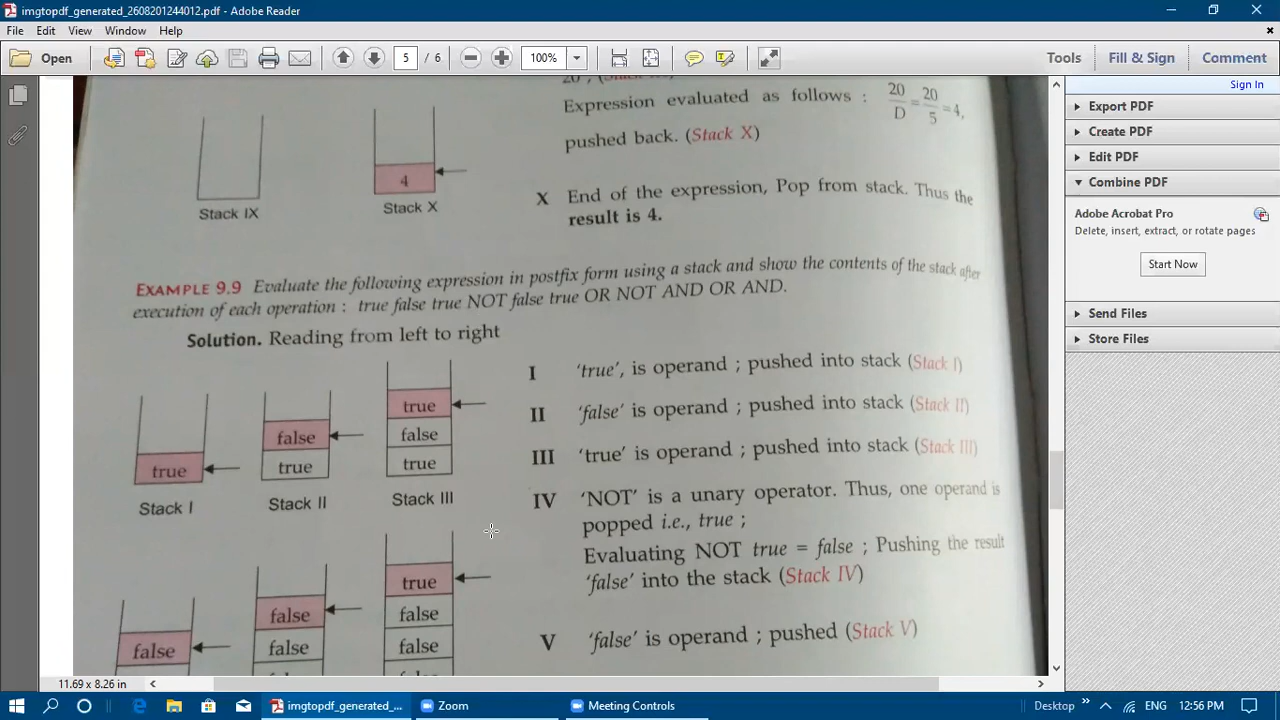 imgtopdf_generated_2608201244012.pdf - Adobe Reader
File Edit View Window Help
Open 5 / 6 100% Tools Fill & Sign Comment
Sign In
Export PDF
Create PDF
Edit PDF
Combine PDF
Adobe Acrobat Pro
Delete, insert, extract, or rotate pages
Start Now
Send Files
Store Files
Expression evaluated as follows : 20/D = 20/5 = 4,
pushed back. (Stack X)
4
Stack IX Stack X
X End of the expression, Pop from stack. Thus the
result is 4.
EXAMPLE 9.9 Evaluate the following expression in postfix form using a stack and show the contents of the stack after
execution of each operation : true false true NOT false true OR NOT AND OR AND.
Solution. Reading from left to right
true
false false
true true true
Stack I Stack II Stack III
I 'true', is operand ; pushed into stack (Stack I)
II 'false' is operand ; pushed into stack (Stack II)
III 'true' is operand ; pushed into stack (Stack III)
IV 'NOT' is a unary operator. Thus, one operand is
popped i.e., true ;
Evaluating NOT true = false ; Pushing the result
'false' into the stack (Stack IV)
V 'false' is operand ; pushed (Stack V)
true
false false
false false false
11.69 x 8.26 in
imgtopdf_generated_... Zoom Meeting Controls Desktop ENG 12:56 PM